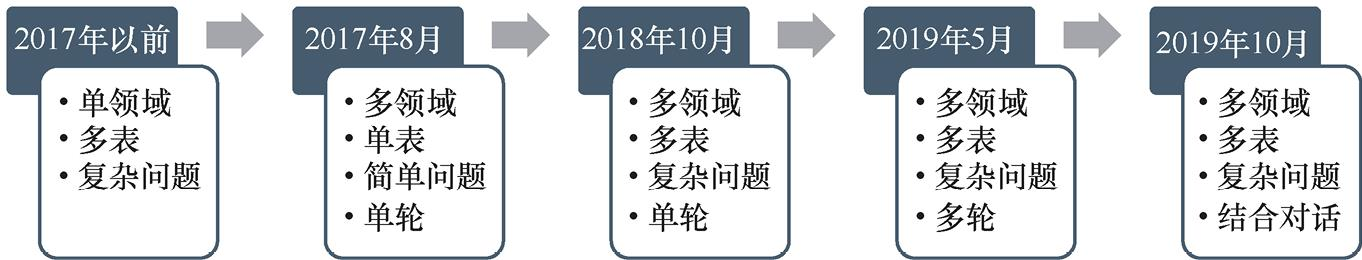 2017年以前
• 单领域
• 多表
• 复杂问题
2017年8月
• 多领域
• 单表
• 简单问题
• 单轮
2018年10月
• 多领域
• 多表
• 复杂问题
• 单轮
2019年5月
• 多领域
• 多表
• 复杂问题
• 多轮
2019年10月
• 多领域
• 多表
• 复杂问题
• 结合对话